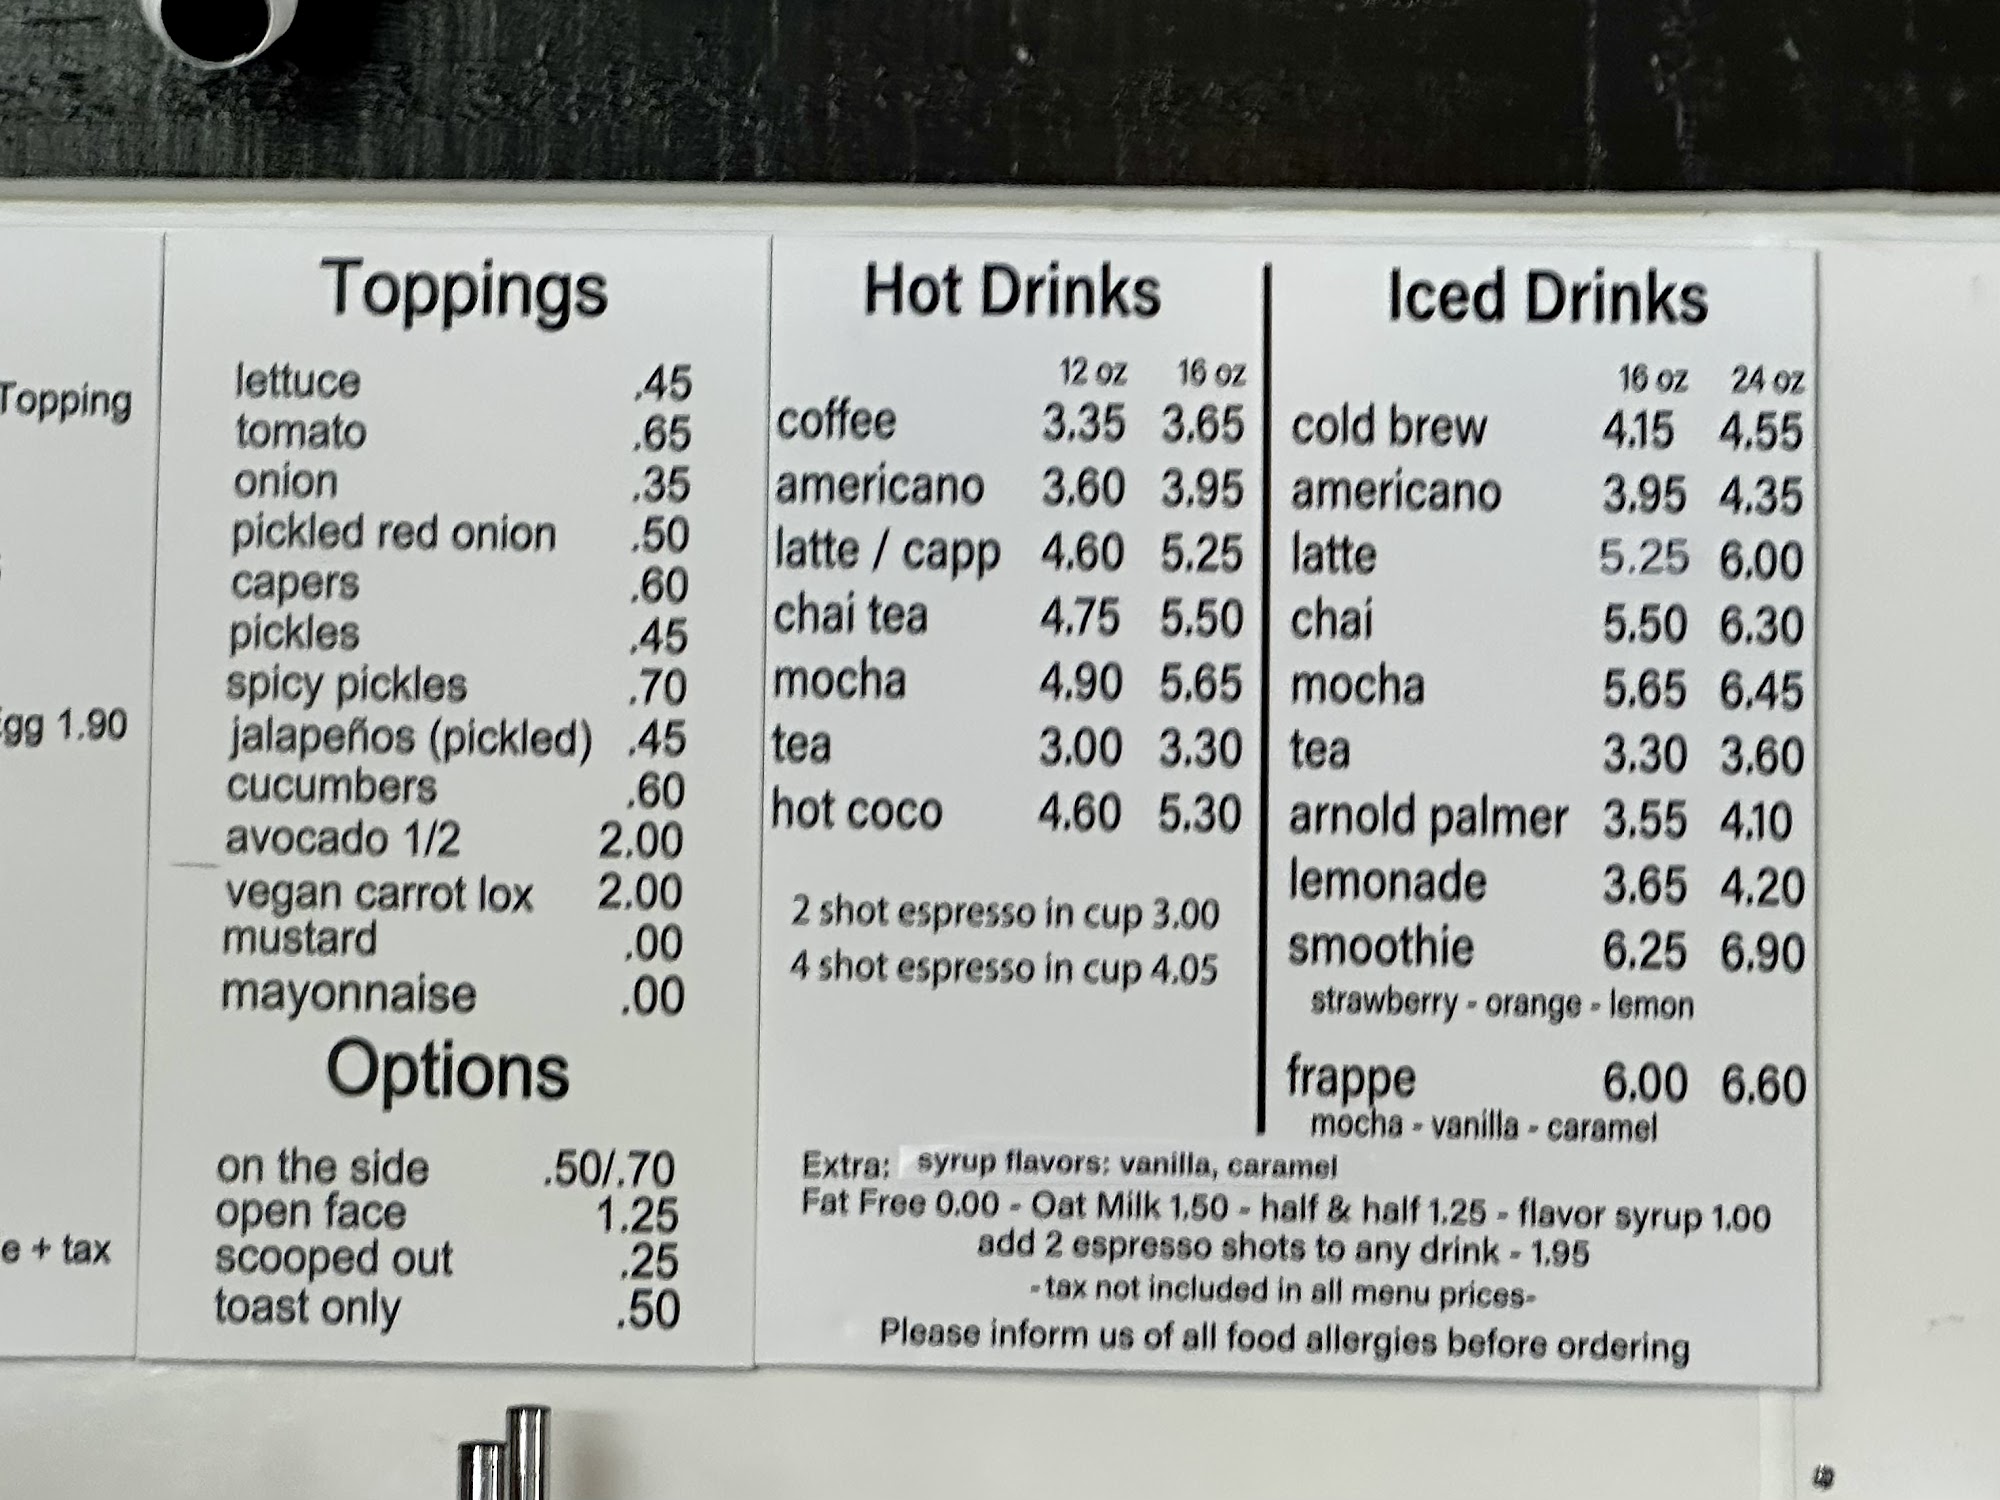 Topping
gg 1.90
e + tax
Toppings
lettuce .45
tomato .65
onion .35
pickled red onion .50
capers .60
pickles .45
spicy pickles .70
jalapeños (pickled) .45
cucumbers .60
avocado 1/2 2.00
vegan carrot lox 2.00
mustard .00
mayonnaise .00
Options
on the side .50/.70
open face 1.25
scooped out .25
toast only .50
Hot Drinks
12 oz 16 oz
coffee 3.35 3.65
americano 3.60 3.95
latte / capp 4.60 5.25
chai tea 4.75 5.50
mocha 4.90 5.65
tea 3.00 3.30
hot coco 4.60 5.30
2 shot espresso in cup 3.00
4 shot espresso in cup 4.05
Iced Drinks
16 oz 24 oz
cold brew 4.15 4.55
americano 3.95 4.35
latte 5.25 6.00
chai 5.50 6.30
mocha 5.65 6.45
tea 3.30 3.60
arnold palmer 3.55 4.10
lemonade 3.65 4.20
smoothie 6.25 6.90
strawberry - orange - lemon
frappe 6.00 6.60
mocha - vanilla - caramel
Extra: syrup flavors: vanilla, caramel
Fat Free 0.00 - Oat Milk 1.50 - half & half 1.25 - flavor syrup 1.00
add 2 espresso shots to any drink - 1.95
-tax not included in all menu prices-
Please inform us of all food allergies before ordering